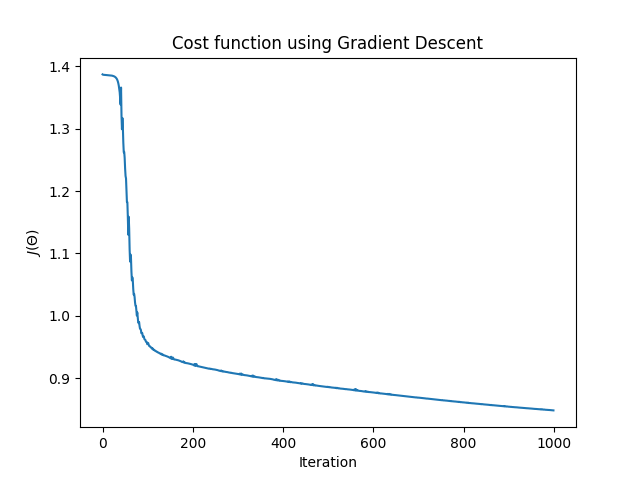 Cost function using Gradient Descent
1.4
1.3
1.2
1.1
1.0
0.9
J(Θ)
0 200 400 600 800 1000
Iteration